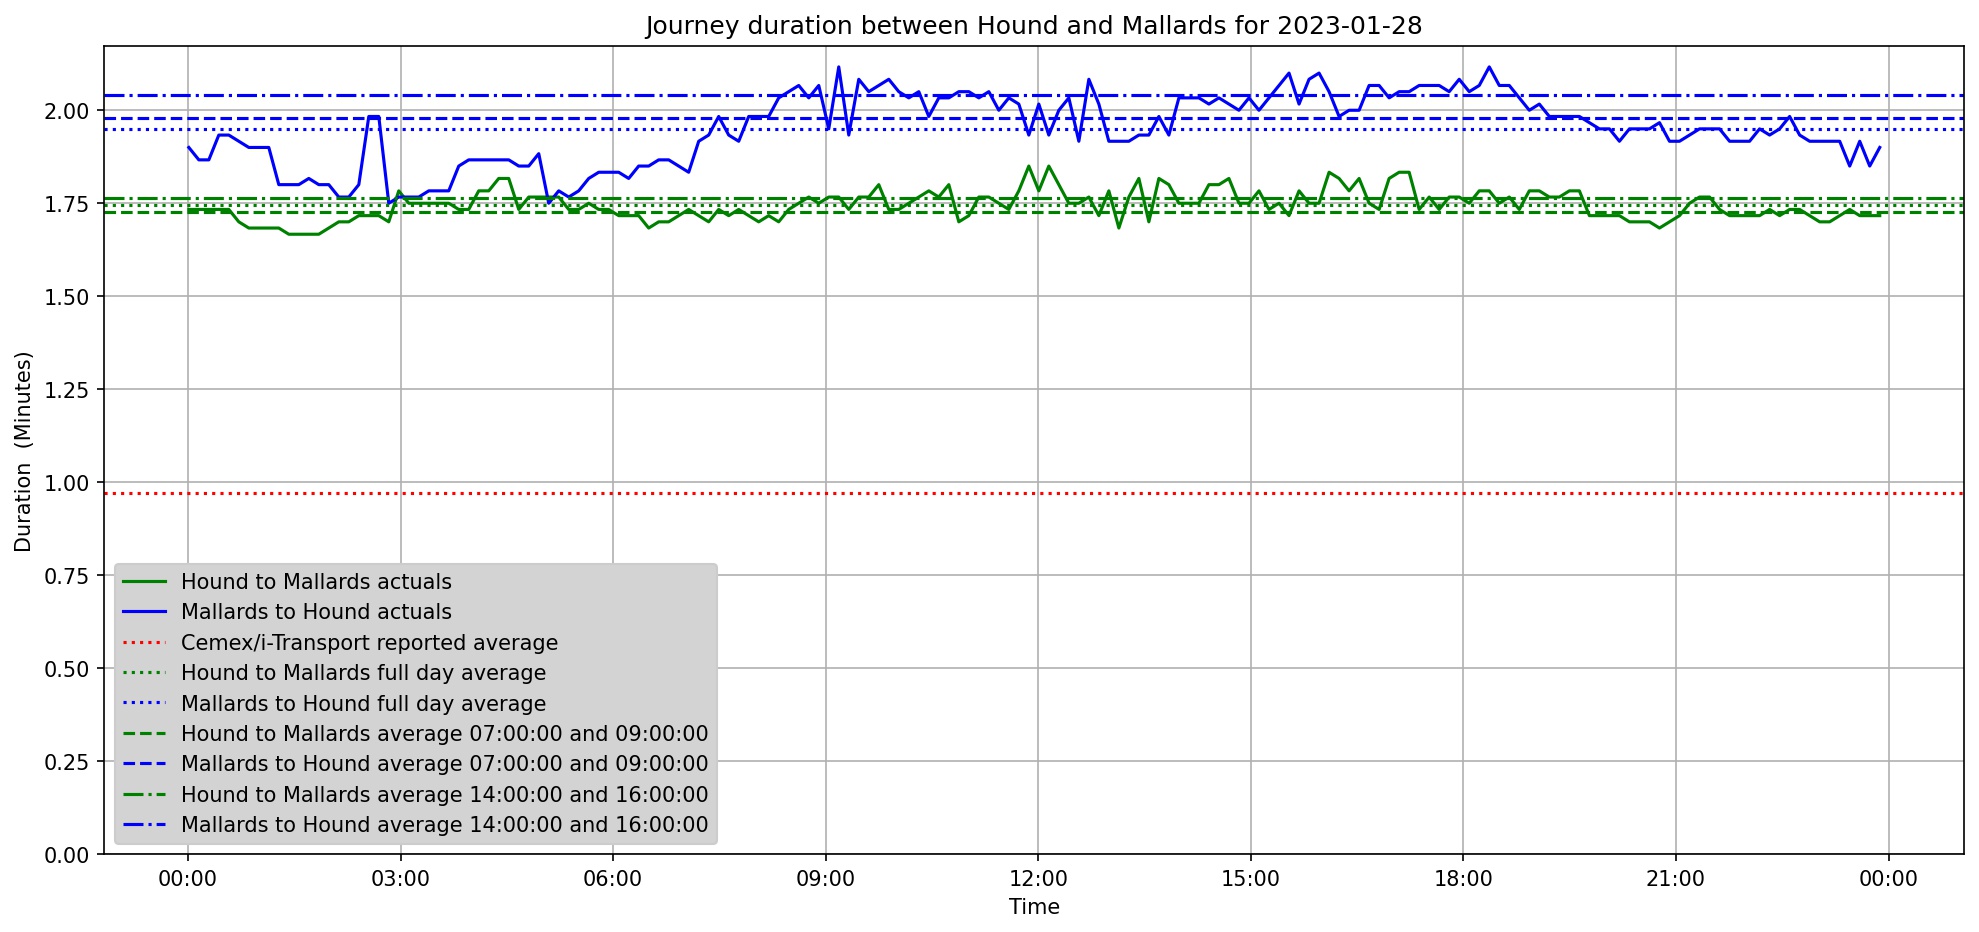 Journey duration between Hound and Mallards for 2023-01-28
Duration (Minutes)
2.00
1.75
1.50
1.25
1.00
0.75
0.50
0.25
0.00
Hound to Mallards actuals
Mallards to Hound actuals
Cemex/i-Transport reported average
Hound to Mallards full day average
Mallards to Hound full day average
Hound to Mallards average 07:00:00 and 09:00:00
Mallards to Hound average 07:00:00 and 09:00:00
Hound to Mallards average 14:00:00 and 16:00:00
Mallards to Hound average 14:00:00 and 16:00:00
00:00 03:00 06:00 09:00 12:00 15:00 18:00 21:00 00:00
Time